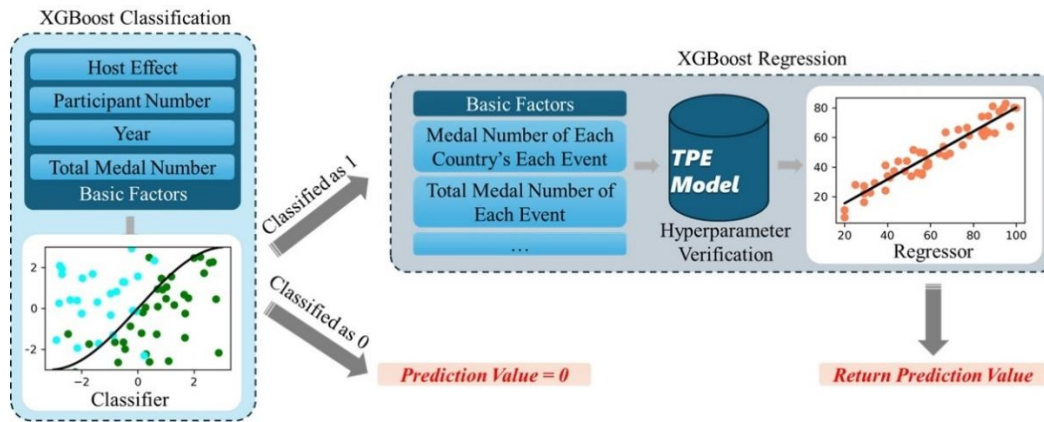 XGBoost Classification
Host Effect
Participant Number
Year
Total Medal Number
Basic Factors
2
0
-2
-2
0
2
Classifier
Classified as 1
Classified as 0
Prediction Value = 0
XGBoost Regression
Basic Factors
Medal Number of Each
Country's Each Event
Total Medal Number of
Each Event
...
TPE
Model
Hyperparameter
Verification
80
60
40
20
20
40
60
80
100
Regressor
Return Prediction Value